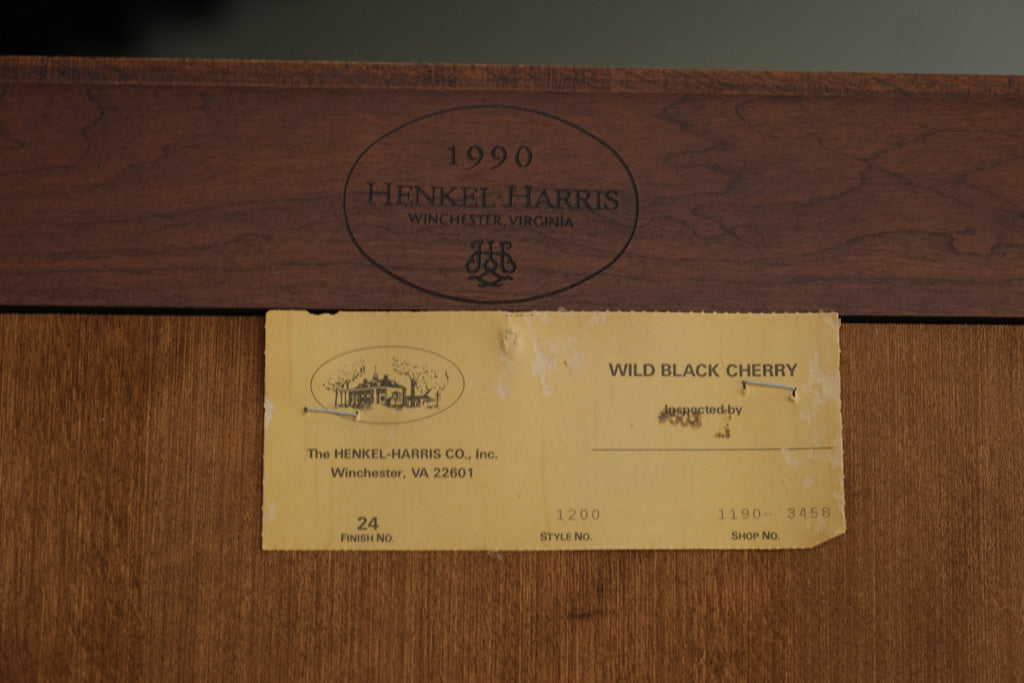 1990
HENKEL-HARRIS
WINCHESTER, VIRGINIA
WILD BLACK CHERRY
Inspected by
The HENKEL-HARRIS CO., Inc.
Winchester, VA 22601
24
FINISH NO.
1200
STYLE NO.
1190- 3458
SHOP NO.